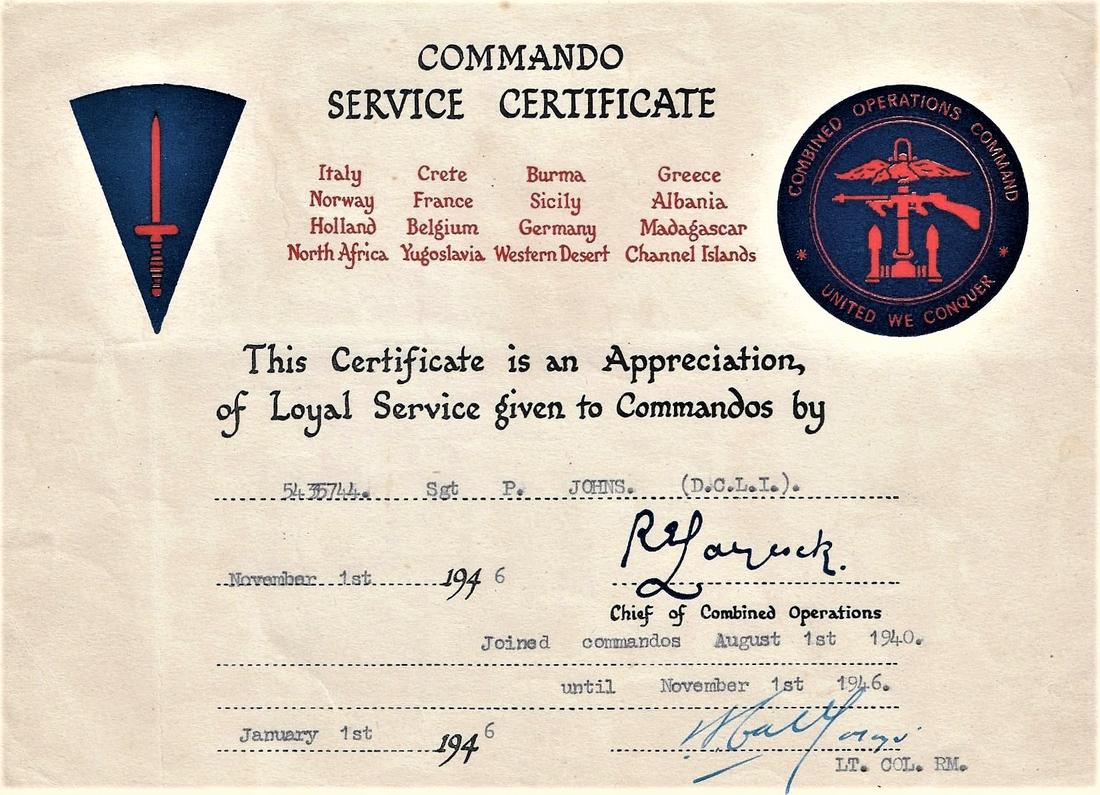 COMMANDO
SERVICE CERTIFICATE
Italy Crete Burma Greece
Norway France Sicily Albania
Holland Belgium Germany Madagascar
North Africa Yugoslavia Western Desert Channel Islands
COMBINED OPERATIONS COMMAND
* *
UNITED WE CONQUER
This Certificate is an Appreciation,
of Loyal Service given to Commandos by
5435744. Sgt P. JOHNS. (D.C.L.I.).
R E Laycock.
November 1st 1946
Chief of Combined Operations
Joined commandos August 1st 1940.
until November 1st 1946.
January 1st 1946
LT. COL. RM.